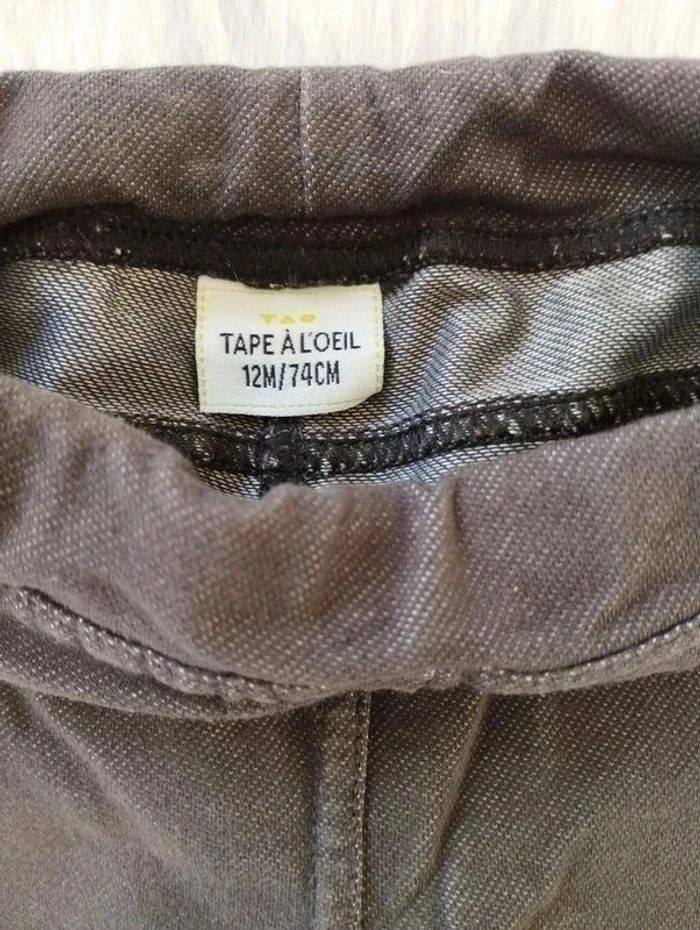 TAO
TAPE À L'OEIL
12M/74CM